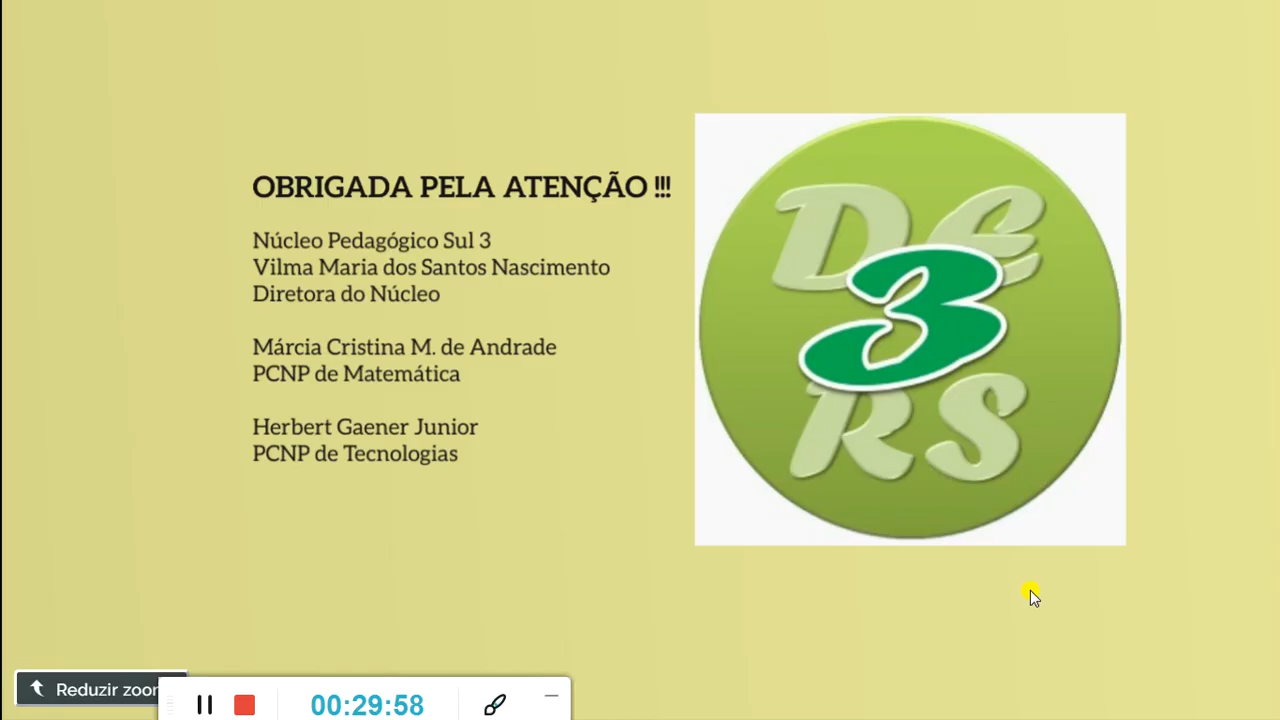 OBRIGADA PELA ATENÇÃO !!!
Núcleo Pedagógico Sul 3
Vilma Maria dos Santos Nascimento
Diretora do Núcleo
Márcia Cristina M. de Andrade
PCNP de Matemática
Herbert Gaener Junior
PCNP de Tecnologias
DE
3
RS
Reduzir zoom
00:29:58